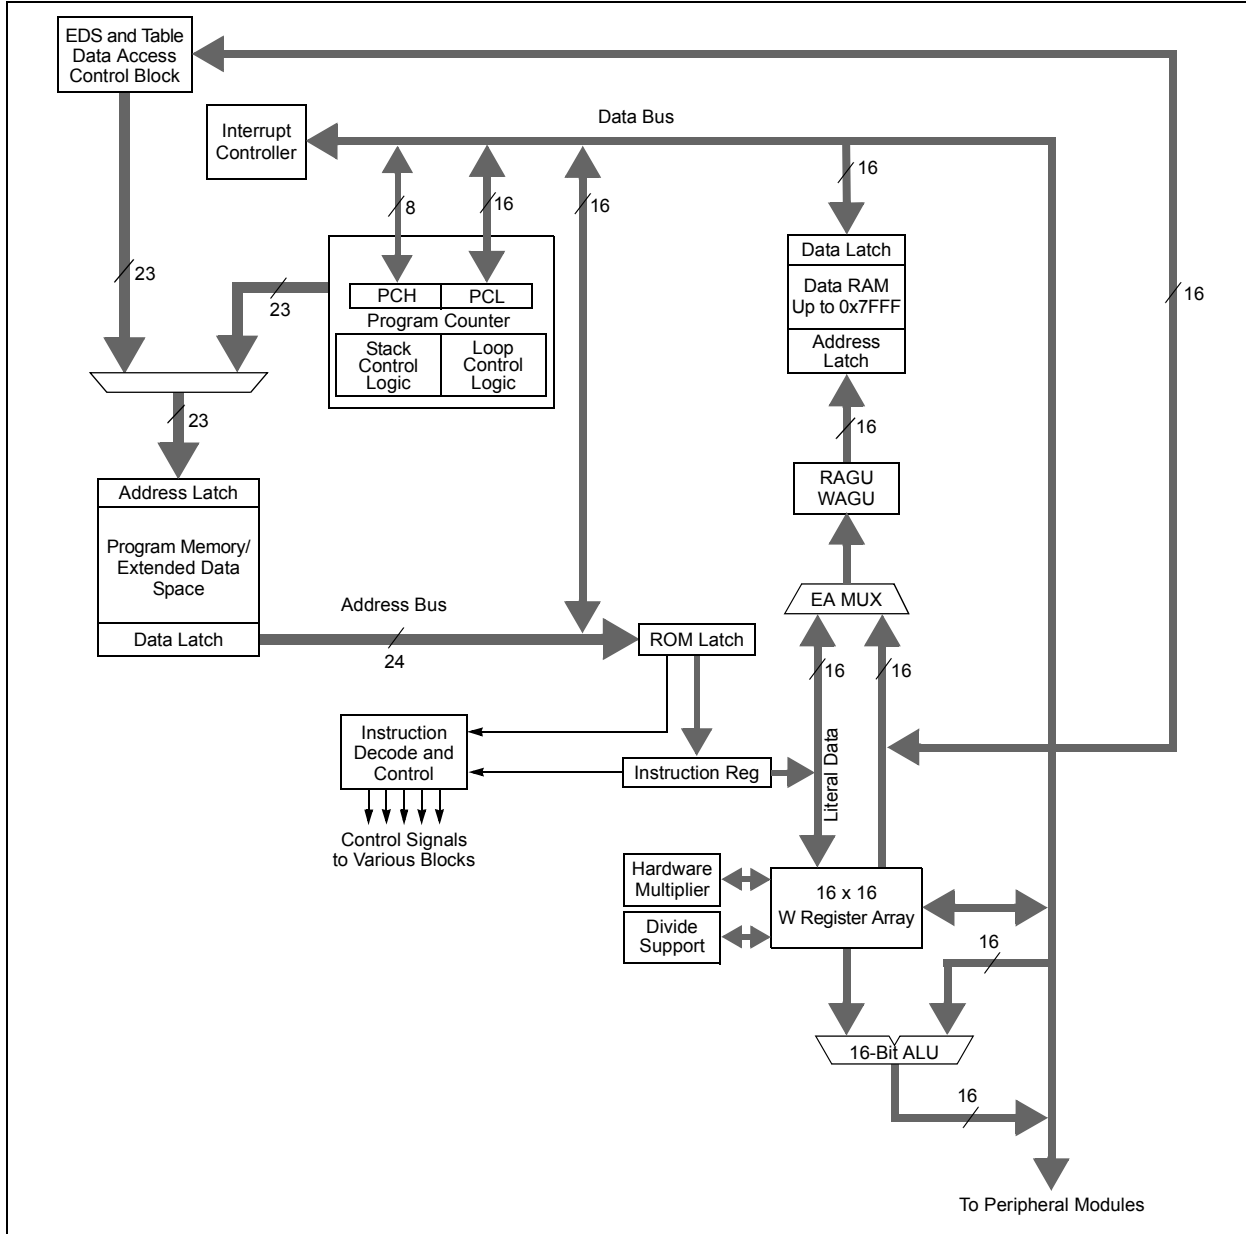 EDS and Table
Data Access
Control Block
Interrupt
Controller
Data Bus
16
8
16
16
23
23
16
Data Latch
Data RAM
Up to 0x7FFF
Address
Latch
PCH
PCL
Program Counter
Stack
Control
Logic
Loop
Control
Logic
23
16
RAGU
WAGU
Address Latch
Program Memory/
Extended Data
Space
Data Latch
Address Bus
24
EA MUX
ROM Latch
16
16
Instruction
Decode and
Control
Instruction Reg
Literal Data
Control Signals
to Various Blocks
Hardware
Multiplier
Divide
Support
16 x 16
W Register Array
16
16-Bit ALU
16
To Peripheral Modules